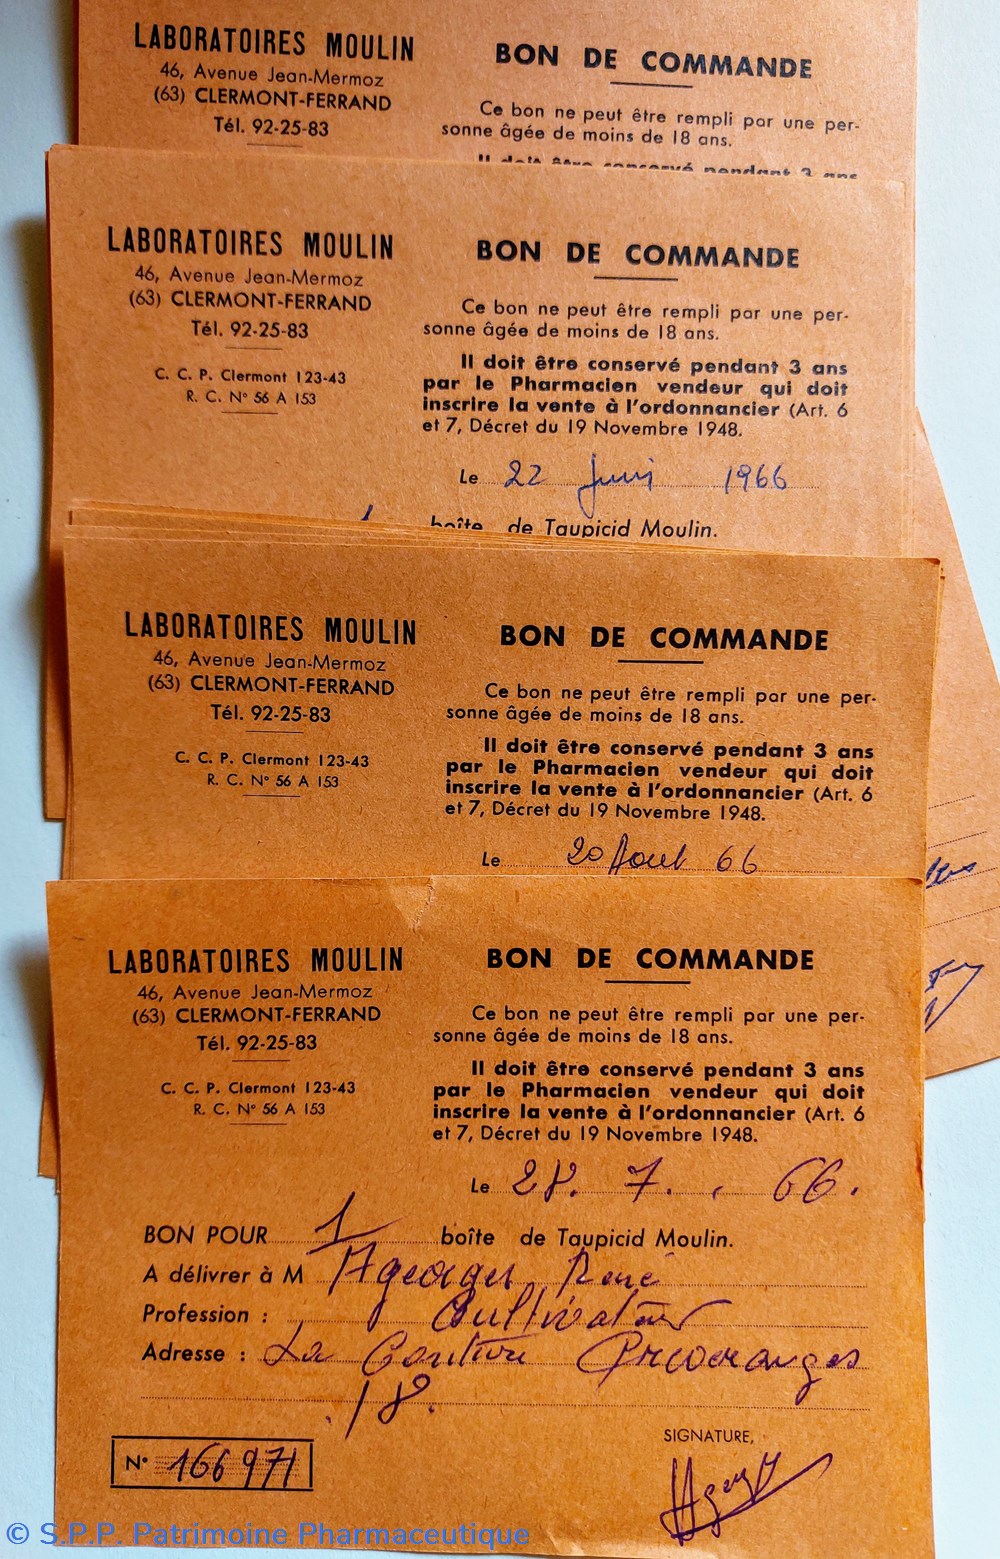 LABORATOIRES MOULIN
46, Avenue Jean-Mermoz
(63) CLERMONT-FERRAND
Tél. 92-25-83
BON DE COMMANDE
Ce bon ne peut être rempli par une per-
sonne âgée de moins de 18 ans.
Il doit être conservé pendant 3 ans
LABORATOIRES MOULIN
46, Avenue Jean-Mermoz
(63) CLERMONT-FERRAND
Tél. 92-25-83
C. C. P. Clermont 123-43
R. C. N° 56 A 153
BON DE COMMANDE
Ce bon ne peut être rempli par une per-
sonne âgée de moins de 18 ans.
Il doit être conservé pendant 3 ans
par le Pharmacien vendeur qui doit
inscrire la vente à l'ordonnancier (Art. 6
et 7, Décret du 19 Novembre 1948.
Le 22 Juin 1966
boîte de Taupicid Moulin.
LABORATOIRES MOULIN
46, Avenue Jean-Mermoz
(63) CLERMONT-FERRAND
Tél. 92-25-83
C. C. P. Clermont 123-43
R. C. N° 56 A 153
BON DE COMMANDE
Ce bon ne peut être rempli par une per-
sonne âgée de moins de 18 ans.
Il doit être conservé pendant 3 ans
par le Pharmacien vendeur qui doit
inscrire la vente à l'ordonnancier (Art. 6
et 7, Décret du 19 Novembre 1948.
Le 20 Aout 66
LABORATOIRES MOULIN
46, Avenue Jean-Mermoz
(63) CLERMONT-FERRAND
Tél. 92-25-83
C. C. P. Clermont 123-43
R. C. N° 56 A 153
BON DE COMMANDE
Ce bon ne peut être rempli par une per-
sonne âgée de moins de 18 ans.
Il doit être conservé pendant 3 ans
par le Pharmacien vendeur qui doit
inscrire la vente à l'ordonnancier (Art. 6
et 7, Décret du 19 Novembre 1948.
Le 28. 7. 66.
BON POUR 1 boîte de Taupicid Moulin.
A délivrer à M Ageorges René
Profession : Cultivateur
Adresse : La
18.
SIGNATURE,
N° 166971
© S.P.P. Patrimoine Pharmaceutique